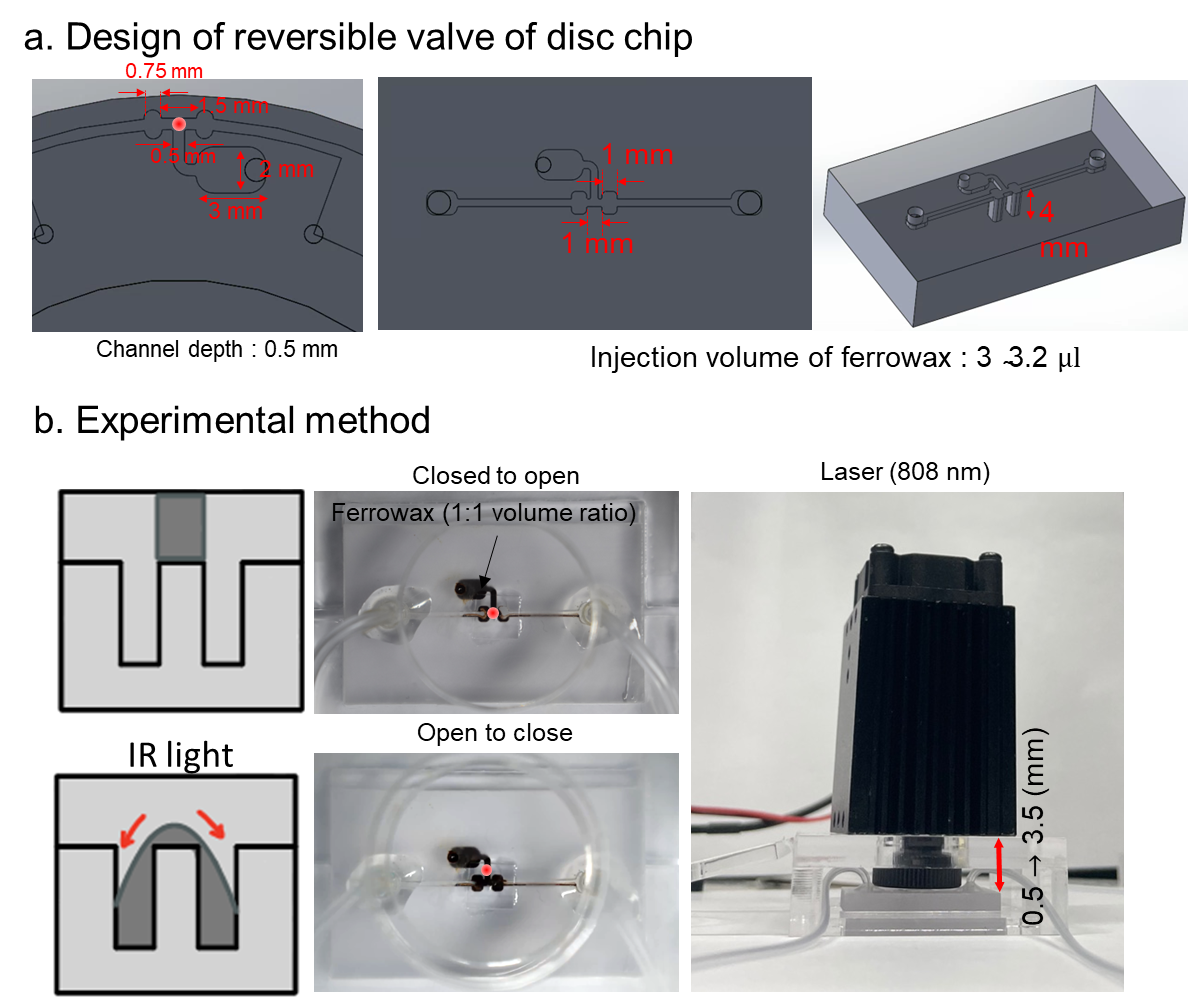 a. Design of reversible valve of disc chip
0.75 mm
1.5 mm
0.5 mm
2 mm
3 mm
1 mm
1 mm
4
mm
Channel depth : 0.5 mm
Injection volume of ferrowax : 3 ~3.2 μl
b. Experimental method
Closed to open
Laser (808 nm)
Ferrowax (1:1 volume ratio)
Open to close
IR light
0.5 → 3.5 (mm)